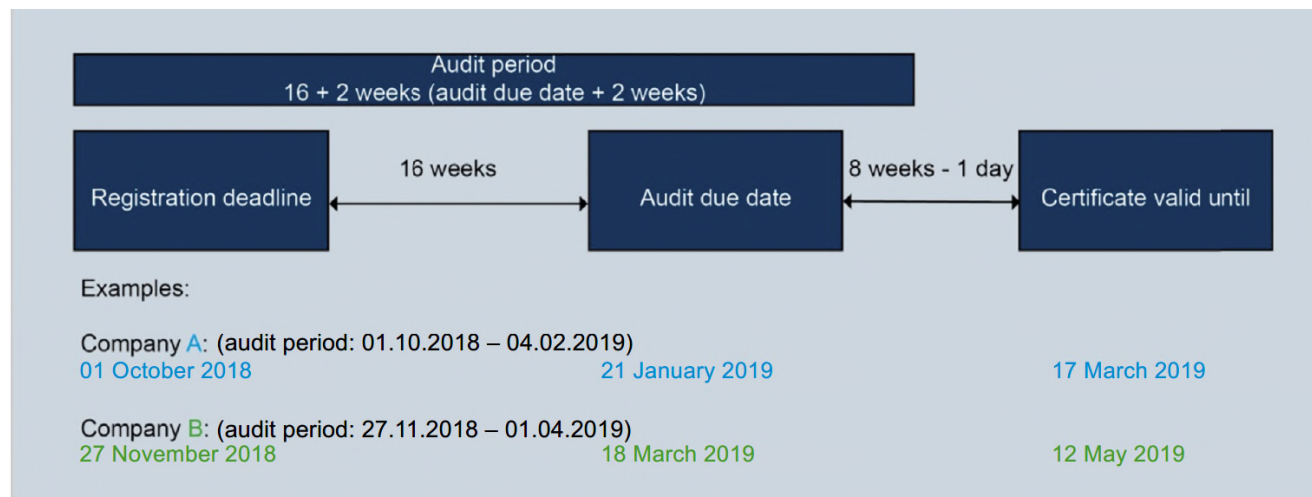 Audit period
16 + 2 weeks (audit due date + 2 weeks)
Registration deadline
16 weeks
Audit due date
8 weeks - 1 day
Certificate valid until
Examples:
Company A: (audit period: 01.10.2018 – 04.02.2019)
01 October 2018 21 January 2019 17 March 2019
Company B: (audit period: 27.11.2018 – 01.04.2019)
27 November 2018 18 March 2019 12 May 2019